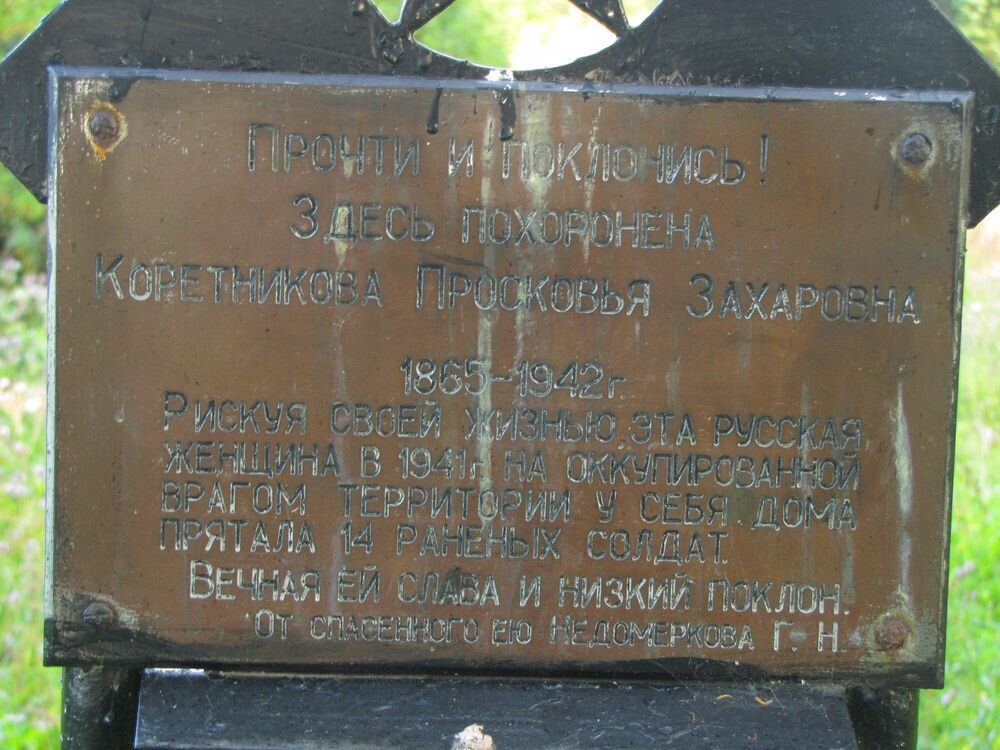 Прочти и поклонись!
Здесь похоронена
Коретникова Просковья Захаровна
1865-1942г.
Рискуя своей жизнью, эта русская
женщина в 1941г. на оккупированной
врагом территории у себя дома
прятала 14 раненых солдат.
Вечная ей слава и низкий поклон.
От спасенного ею Недомеркова Г. Н.